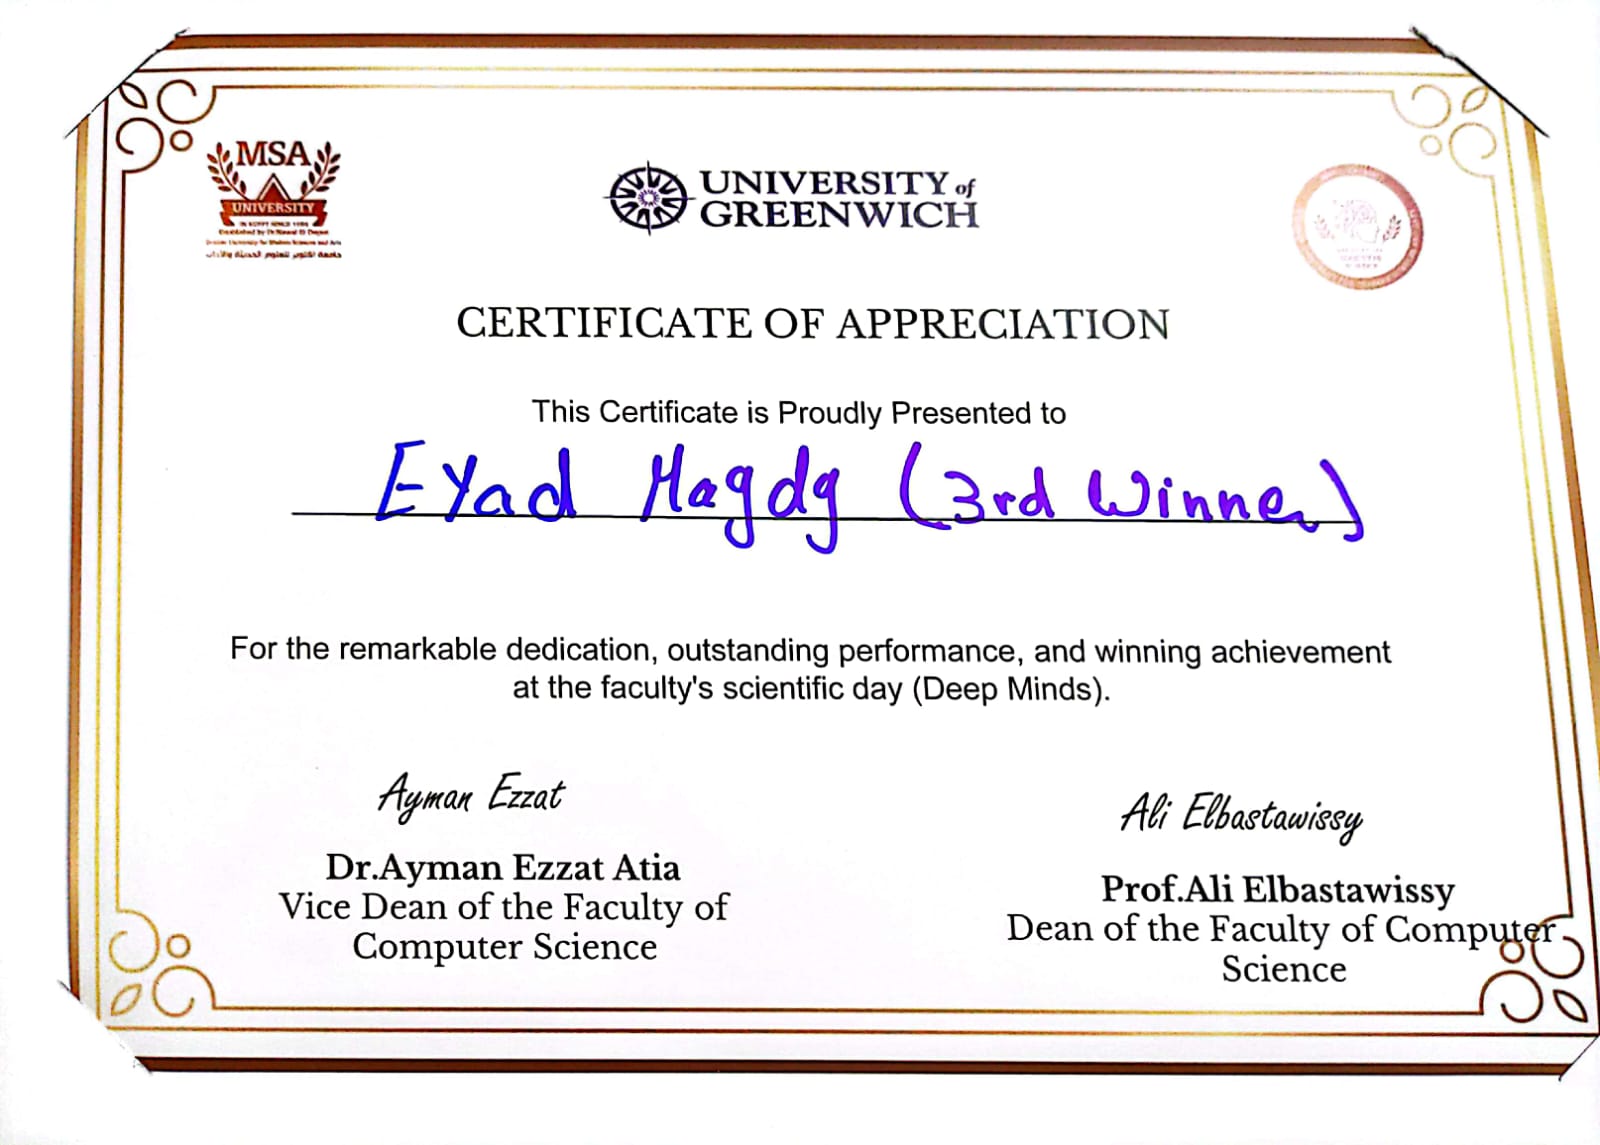 MSA
UNIVERSITY
UNIVERSITY of
GREENWICH
CERTIFICATE OF APPRECIATION
This Certificate is Proudly Presented to
Eyad Magdy (3rd Winner)
For the remarkable dedication, outstanding performance, and winning achievement
at the faculty's scientific day (Deep Minds).
Ayman Ezzat
Dr.Ayman Ezzat Atia
Vice Dean of the Faculty of
Computer Science
Ali Elbastawissy
Prof.Ali Elbastawissy
Dean of the Faculty of Computer
Science